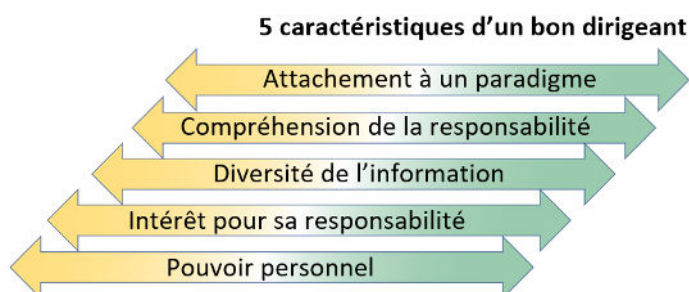 5 caractéristiques d’un bon dirigeant
Attachement à un paradigme
Compréhension de la responsabilité
Diversité de l’information
Intérêt pour sa responsabilité
Pouvoir personnel